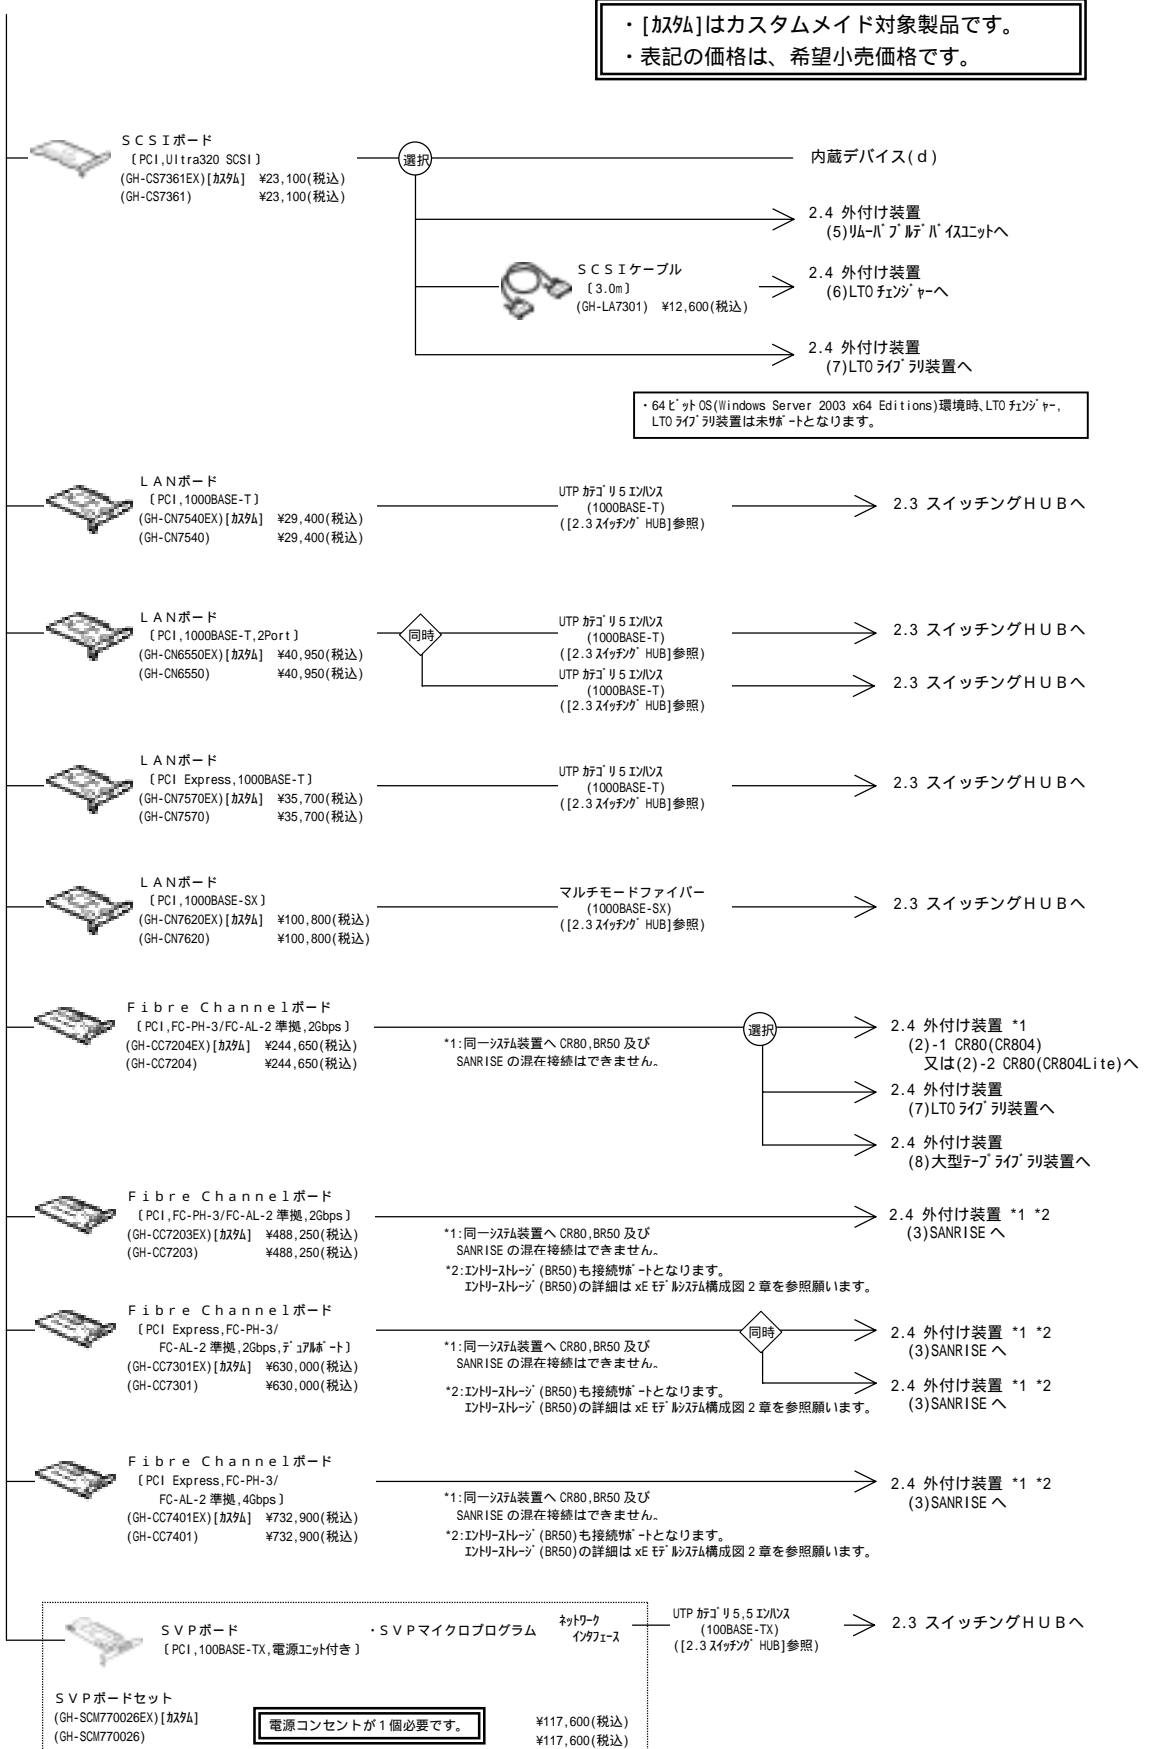 ・[ｶｽﾀﾑ]はカスタムメイド対象製品です。
・表記の価格は、希望小売価格です。
ＳＣＳＩボード
〔PCI,Ultra320 SCSI〕
(GH-CS7361EX)[ｶｽﾀﾑ] ¥23,100(税込)
(GH-CS7361) ¥23,100(税込)
選択
内蔵デバイス(d)
2.4 外付け装置
(5)ﾘﾑｰﾊﾞﾌﾞﾙﾃﾞﾊﾞｲｽﾕﾆｯﾄへ
ＳＣＳＩケーブル
〔3.0m〕
(GH-LA7301) ¥12,600(税込)
2.4 外付け装置
(6)LTO ﾁｪﾝｼﾞｬｰへ
2.4 外付け装置
(7)LTO ﾗｲﾌﾞﾗﾘ装置へ
・64 ﾋﾞｯﾄ OS(Windows Server 2003 x64 Editions)環境時、LTO ﾁｪﾝｼﾞｬｰ,
LTO ﾗｲﾌﾞﾗﾘ装置は未ｻﾎﾟｰﾄとなります。
ＬＡＮボード
〔PCI,1000BASE-T〕
(GH-CN7540EX)[ｶｽﾀﾑ] ¥29,400(税込)
(GH-CN7540) ¥29,400(税込)
UTP ｶﾃｺﾞﾘ 5 ｴﾝﾊﾝｽ
(1000BASE-T)
([2.3 ｽｲｯﾁﾝｸﾞ HUB]参照)
2.3 スイッチングＨＵＢへ
ＬＡＮボード
〔PCI,1000BASE-T,2Port〕
(GH-CN6550EX)[ｶｽﾀﾑ] ¥40,950(税込)
(GH-CN6550) ¥40,950(税込)
同時
UTP ｶﾃｺﾞﾘ 5 ｴﾝﾊﾝｽ
(1000BASE-T)
([2.3 ｽｲｯﾁﾝｸﾞ HUB]参照)
2.3 スイッチングＨＵＢへ
UTP ｶﾃｺﾞﾘ 5 ｴﾝﾊﾝｽ
(1000BASE-T)
([2.3 ｽｲｯﾁﾝｸﾞ HUB]参照)
2.3 スイッチングＨＵＢへ
ＬＡＮボード
〔PCI Express,1000BASE-T〕
(GH-CN7570EX)[ｶｽﾀﾑ] ¥35,700(税込)
(GH-CN7570) ¥35,700(税込)
UTP ｶﾃｺﾞﾘ 5 ｴﾝﾊﾝｽ
(1000BASE-T)
([2.3 ｽｲｯﾁﾝｸﾞ HUB]参照)
2.3 スイッチングＨＵＢへ
ＬＡＮボード
〔PCI,1000BASE-SX〕
(GH-CN7620EX)[ｶｽﾀﾑ] ¥100,800(税込)
(GH-CN7620) ¥100,800(税込)
マルチモードファイバー
(1000BASE-SX)
([2.3 ｽｲｯﾁﾝｸﾞ HUB]参照)
2.3 スイッチングＨＵＢへ
Ｆｉｂｒｅ Ｃｈａｎｎｅｌボード
〔PCI,FC-PH-3/FC-AL-2 準拠,2Gbps〕
(GH-CC7204EX)[ｶｽﾀﾑ] ¥244,650(税込)
(GH-CC7204) ¥244,650(税込)
*1:同一ｼｽﾃﾑ装置へ CR80,BR50 及び
SANRISE の混在接続はできません。
選択
2.4 外付け装置 *1
(2)-1 CR80(CR804)
又は(2)-2 CR80(CR804Lite)へ
2.4 外付け装置
(7)LTO ﾗｲﾌﾞﾗﾘ装置へ
2.4 外付け装置
(8)大型ﾃｰﾌﾟﾗｲﾌﾞﾗﾘ装置へ
Ｆｉｂｒｅ Ｃｈａｎｎｅｌボード
〔PCI,FC-PH-3/FC-AL-2 準拠,2Gbps〕
(GH-CC7203EX)[ｶｽﾀﾑ] ¥488,250(税込)
(GH-CC7203) ¥488,250(税込)
*1:同一ｼｽﾃﾑ装置へ CR80,BR50 及び
SANRISE の混在接続はできません。
*2:ｴﾝﾄﾘｰｽﾄﾚｰｼﾞ(BR50)も接続ｻﾎﾟｰﾄとなります。
ｴﾝﾄﾘｰｽﾄﾚｰｼﾞ(BR50)の詳細は xE ﾓﾃﾞﾙｼｽﾃﾑ構成図 2 章を参照願います。
2.4 外付け装置 *1 *2
(3)SANRISE へ
Ｆｉｂｒｅ Ｃｈａｎｎｅｌボード
〔PCI Express,FC-PH-3/
FC-AL-2 準拠,2Gbps,ﾃﾞｭｱﾙﾎﾟｰﾄ〕
(GH-CC7301EX)[ｶｽﾀﾑ] ¥630,000(税込)
(GH-CC7301) ¥630,000(税込)
*1:同一ｼｽﾃﾑ装置へ CR80,BR50 及び
SANRISE の混在接続はできません。
*2:ｴﾝﾄﾘｰｽﾄﾚｰｼﾞ(BR50)も接続ｻﾎﾟｰﾄとなります。
ｴﾝﾄﾘｰｽﾄﾚｰｼﾞ(BR50)の詳細は xE ﾓﾃﾞﾙｼｽﾃﾑ構成図 2 章を参照願います。
同時
2.4 外付け装置 *1 *2
(3)SANRISE へ
2.4 外付け装置 *1 *2
(3)SANRISE へ
Ｆｉｂｒｅ Ｃｈａｎｎｅｌボード
〔PCI Express,FC-PH-3/
FC-AL-2 準拠,4Gbps〕
(GH-CC7401EX)[ｶｽﾀﾑ] ¥732,900(税込)
(GH-CC7401) ¥732,900(税込)
*1:同一ｼｽﾃﾑ装置へ CR80,BR50 及び
SANRISE の混在接続はできません。
*2:ｴﾝﾄﾘｰｽﾄﾚｰｼﾞ(BR50)も接続ｻﾎﾟｰﾄとなります。
ｴﾝﾄﾘｰｽﾄﾚｰｼﾞ(BR50)の詳細は xE ﾓﾃﾞﾙｼｽﾃﾑ構成図 2 章を参照願います。
2.4 外付け装置 *1 *2
(3)SANRISE へ
ＳＶＰボード
〔PCI,100BASE-TX,電源ﾕﾆｯﾄ付き〕
・ＳＶＰマイクロプログラム
ﾈｯﾄﾜｰｸ
ｲﾝﾀﾌｪｰｽ
UTP ｶﾃｺﾞﾘ 5,5 ｴﾝﾊﾝｽ
(100BASE-TX)
([2.3 ｽｲｯﾁﾝｸﾞ HUB]参照)
2.3 スイッチングＨＵＢへ
ＳＶＰボードセット
(GH-SCM770026EX)[ｶｽﾀﾑ] ¥117,600(税込)
(GH-SCM770026) ¥117,600(税込)
電源コンセントが 1 個必要です。